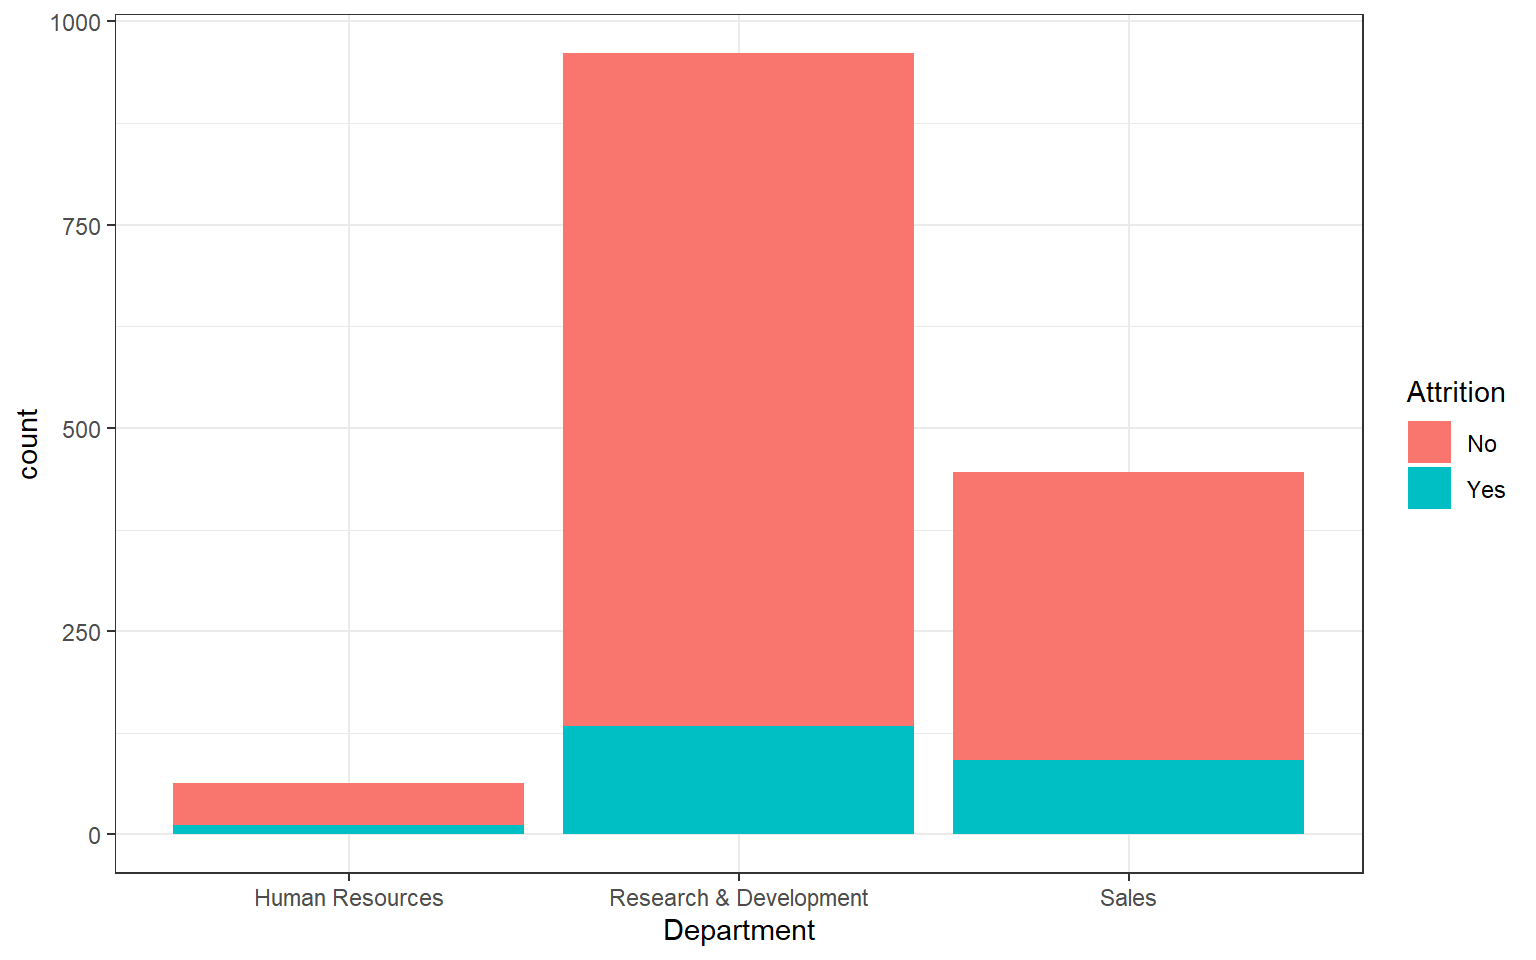 1000
750
500
250
0
count
Human Resources
Research & Development
Sales
Department
Attrition
No
Yes